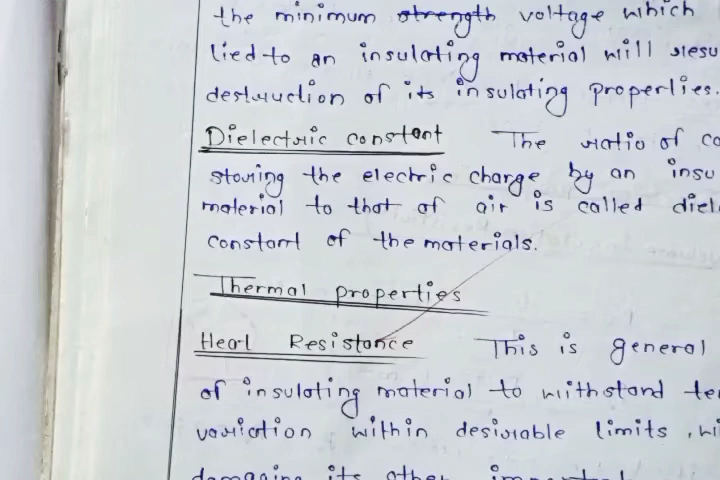 the minimum strength voltage which
lied to an insulating material will resu
destruction of its insulating properties.
Dielectric constant The ratio of co
storing the electric charge by an insu
material to that of air is called diel
constant of the materials.
Thermal properties
Heat Resistance This is general
of insulating material to withstand te
variation within desirable limits, wi
damaging its other